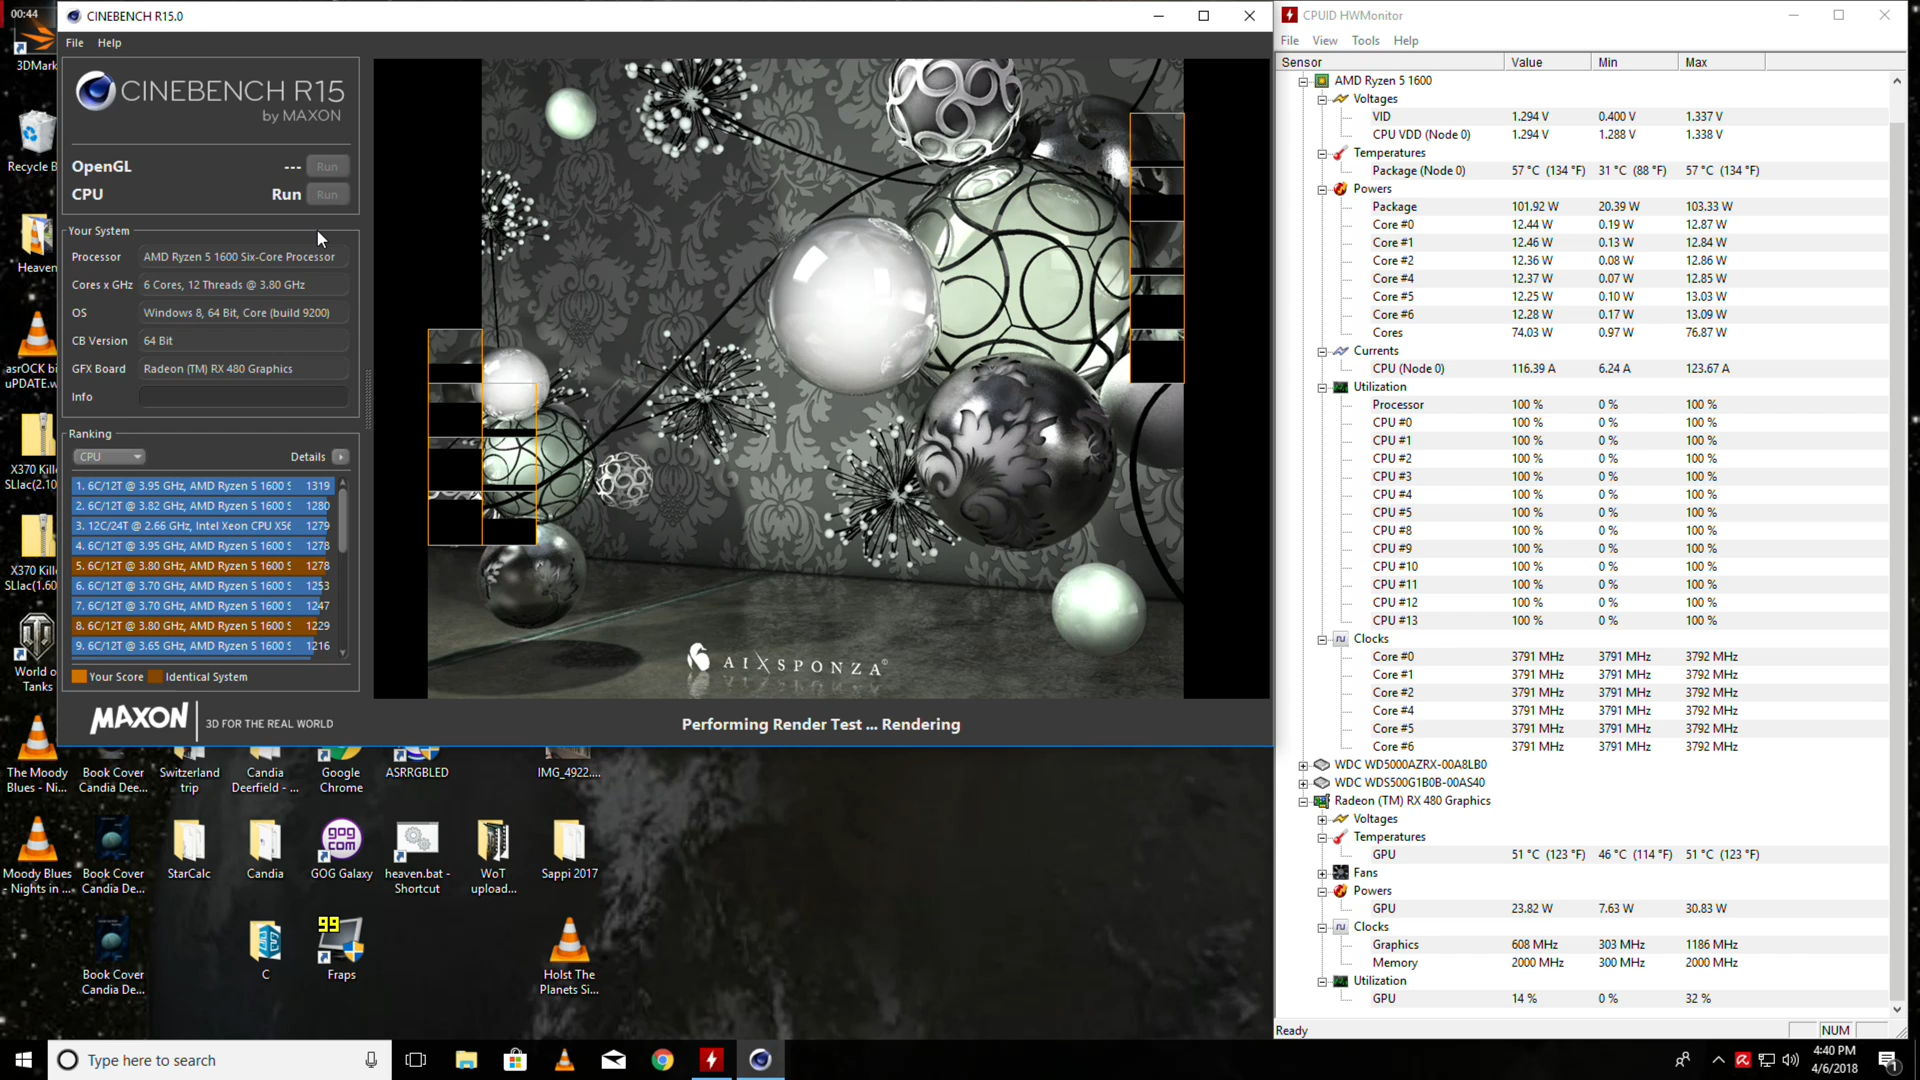 00:44
CINEBENCH R15.0
File Help
CINEBENCH R15
by MAXON
OpenGL --- Run
CPU Run Run
Your System
Processor AMD Ryzen 5 1600 Six-Core Processor
Cores x GHz 6 Cores, 12 Threads @ 3.80 GHz
OS Windows 8, 64 Bit, Core (build 9200)
CB Version 64 Bit
GFX Board Radeon (TM) RX 480 Graphics
Info
Ranking
CPU Details
1. 6C/12T @ 3.95 GHz, AMD Ryzen 5 1600 S 1319
2. 6C/12T @ 3.82 GHz, AMD Ryzen 5 1600 S 1280
3. 12C/24T @ 2.66 GHz, Intel Xeon CPU X56 1279
4. 6C/12T @ 3.95 GHz, AMD Ryzen 5 1600 S 1278
5. 6C/12T @ 3.80 GHz, AMD Ryzen 5 1600 S 1278
6. 6C/12T @ 3.70 GHz, AMD Ryzen 5 1600 S 1253
7. 6C/12T @ 3.70 GHz, AMD Ryzen 5 1600 S 1247
8. 6C/12T @ 3.80 GHz, AMD Ryzen 5 1600 S 1229
9. 6C/12T @ 3.65 GHz, AMD Ryzen 5 1600 S 1216
Your Score Identical System
MAXON 3D FOR THE REAL WORLD
AIXSPONZA®
Performing Render Test ... Rendering
3DMark
Recycle B
Heaven
asrOCK bi
uPDATE.w
X370 Kille
SLIac(2.10
X370 Kille
SLIac(1.60
World o
Tanks
The Moody
Blues - Ni...
Book Cover
Candia Dee...
Switzerland
trip
Candia
Deerfield - ...
Google
Chrome
ASRRGBLED
IMG_4922....
Moody Blues
- Nights in ...
Book Cover
Candia De...
StarCalc
Candia
gog
com
GOG Galaxy
heaven.bat -
Shortcut
WoT
upload...
Sappi 2017
Book Cover
Candia De...
C
99
Fraps
Holst The
Planets Si...
CPUID HWMonitor
File View Tools Help
Sensor Value Min Max
AMD Ryzen 5 1600
Voltages
VID 1.294 V 0.400 V 1.337 V
CPU VDD (Node 0) 1.294 V 1.288 V 1.338 V
Temperatures
Package (Node 0) 57 °C (134 °F) 31 °C (88 °F) 57 °C (134 °F)
Powers
Package 101.92 W 20.39 W 103.33 W
Core #0 12.44 W 0.19 W 12.87 W
Core #1 12.46 W 0.13 W 12.84 W
Core #2 12.36 W 0.08 W 12.86 W
Core #4 12.37 W 0.07 W 12.85 W
Core #5 12.25 W 0.10 W 13.03 W
Core #6 12.28 W 0.17 W 13.09 W
Cores 74.03 W 0.97 W 76.87 W
Currents
CPU (Node 0) 116.39 A 6.24 A 123.67 A
Utilization
Processor 100 % 0 % 100 %
CPU #0 100 % 0 % 100 %
CPU #1 100 % 0 % 100 %
CPU #2 100 % 0 % 100 %
CPU #3 100 % 0 % 100 %
CPU #4 100 % 0 % 100 %
CPU #5 100 % 0 % 100 %
CPU #8 100 % 0 % 100 %
CPU #9 100 % 0 % 100 %
CPU #10 100 % 0 % 100 %
CPU #11 100 % 0 % 100 %
CPU #12 100 % 0 % 100 %
CPU #13 100 % 0 % 100 %
Clocks
Core #0 3791 MHz 3791 MHz 3792 MHz
Core #1 3791 MHz 3791 MHz 3792 MHz
Core #2 3791 MHz 3791 MHz 3792 MHz
Core #4 3791 MHz 3791 MHz 3792 MHz
Core #5 3791 MHz 3791 MHz 3792 MHz
Core #6 3791 MHz 3791 MHz 3792 MHz
WDC WD5000AZRX-00A8LB0
WDC WDS500G1B0B-00AS40
Radeon (TM) RX 480 Graphics
Voltages
Temperatures
GPU 51 °C (123 °F) 46 °C (114 °F) 51 °C (123 °F)
Fans
Powers
GPU 23.82 W 7.63 W 30.83 W
Clocks
Graphics 608 MHz 303 MHz 1186 MHz
Memory 2000 MHz 300 MHz 2000 MHz
Utilization
GPU 14 % 0 % 32 %
Ready NUM
Type here to search
4:40 PM
4/6/2018
1